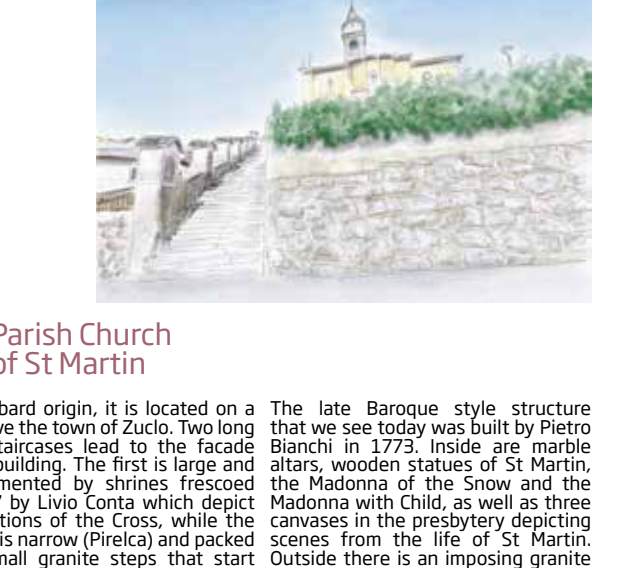 Parish Church
of St Martin
bard origin, it is located on a
ve the town of Zuclo. Two long
taircases lead to the facade
building. The first is large and
mented by shrines frescoed
by Livio Conta which depict
tions of the Cross, while the
is narrow (Pirelca) and packed
mall granite steps that start
The late Baroque style structure
that we see today was built by Pietro
Bianchi in 1773. Inside are marble
altars, wooden statues of St Martin,
the Madonna of the Snow and the
Madonna with Child, as well as three
canvases in the presbytery depicting
scenes from the life of St Martin.
Outside there is an imposing granite